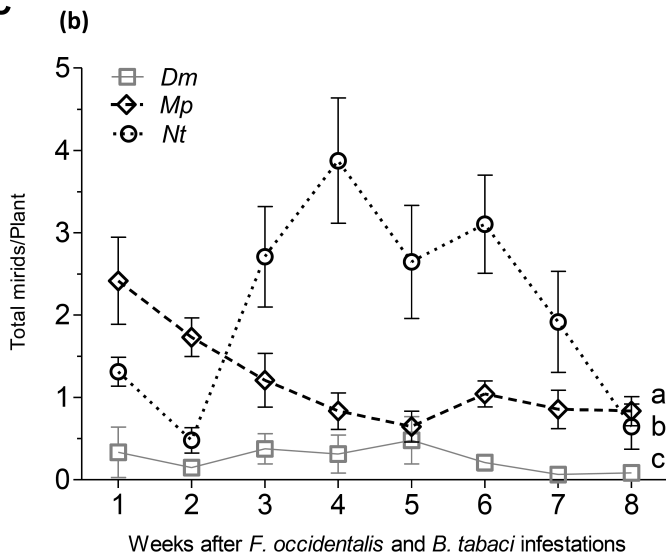 (b)
5
4
3
2
1
0
Total mirids/Plant
Dm
Mp
Nt
a
b
c
1 2 3 4 5 6 7 8
Weeks after F. occidentalis and B. tabaci infestations